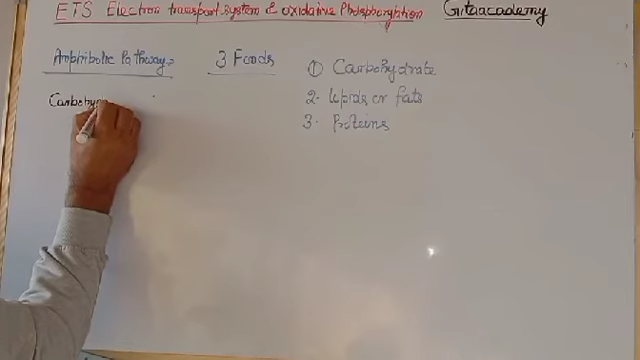 ETS Electron transport system & oxidative Phosphorylation Gitaacademy
Amphibolic Pathway= 3 Foods
① Carbohydrate
2. Lipids or fats
3. Proteins
Carbohy